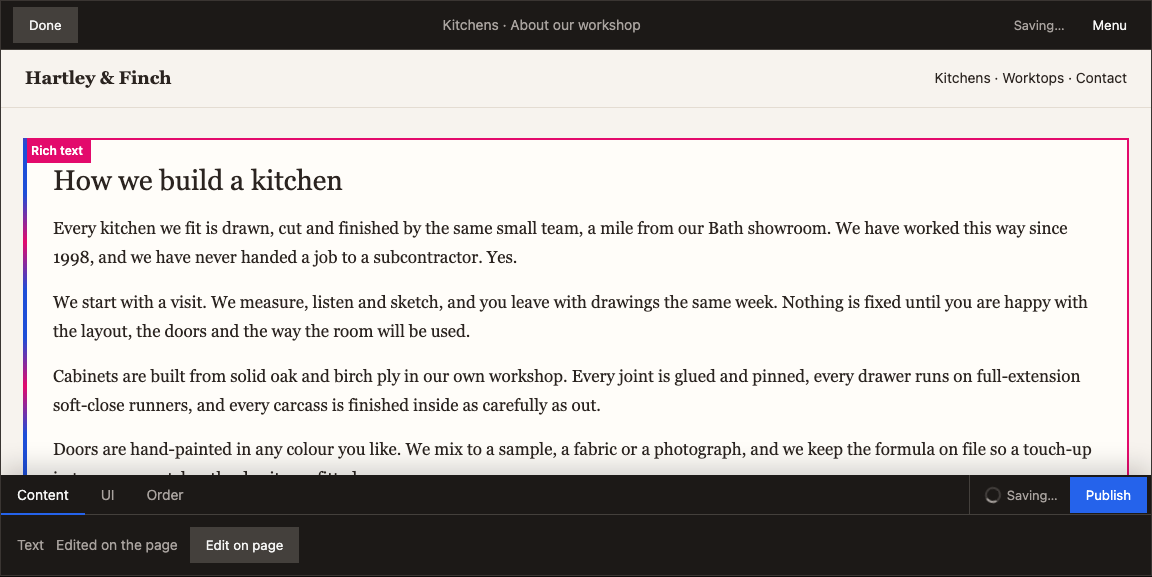 Done
Kitchens · About our workshop
Saving...
Menu
Hartley & Finch
Kitchens · Worktops · Contact
Rich text
How we build a kitchen
Every kitchen we fit is drawn, cut and finished by the same small team, a mile from our Bath showroom. We have worked this way since
1998, and we have never handed a job to a subcontractor. Yes.
We start with a visit. We measure, listen and sketch, and you leave with drawings the same week. Nothing is fixed until you are happy with
the layout, the doors and the way the room will be used.
Cabinets are built from solid oak and birch ply in our own workshop. Every joint is glued and pinned, every drawer runs on full-extension
soft-close runners, and every carcass is finished inside as carefully as out.
Doors are hand-painted in any colour you like. We mix to a sample, a fabric or a photograph, and we keep the formula on file so a touch-up
Content
UI
Order
Saving...
Publish
Text
Edited on the page
Edit on page